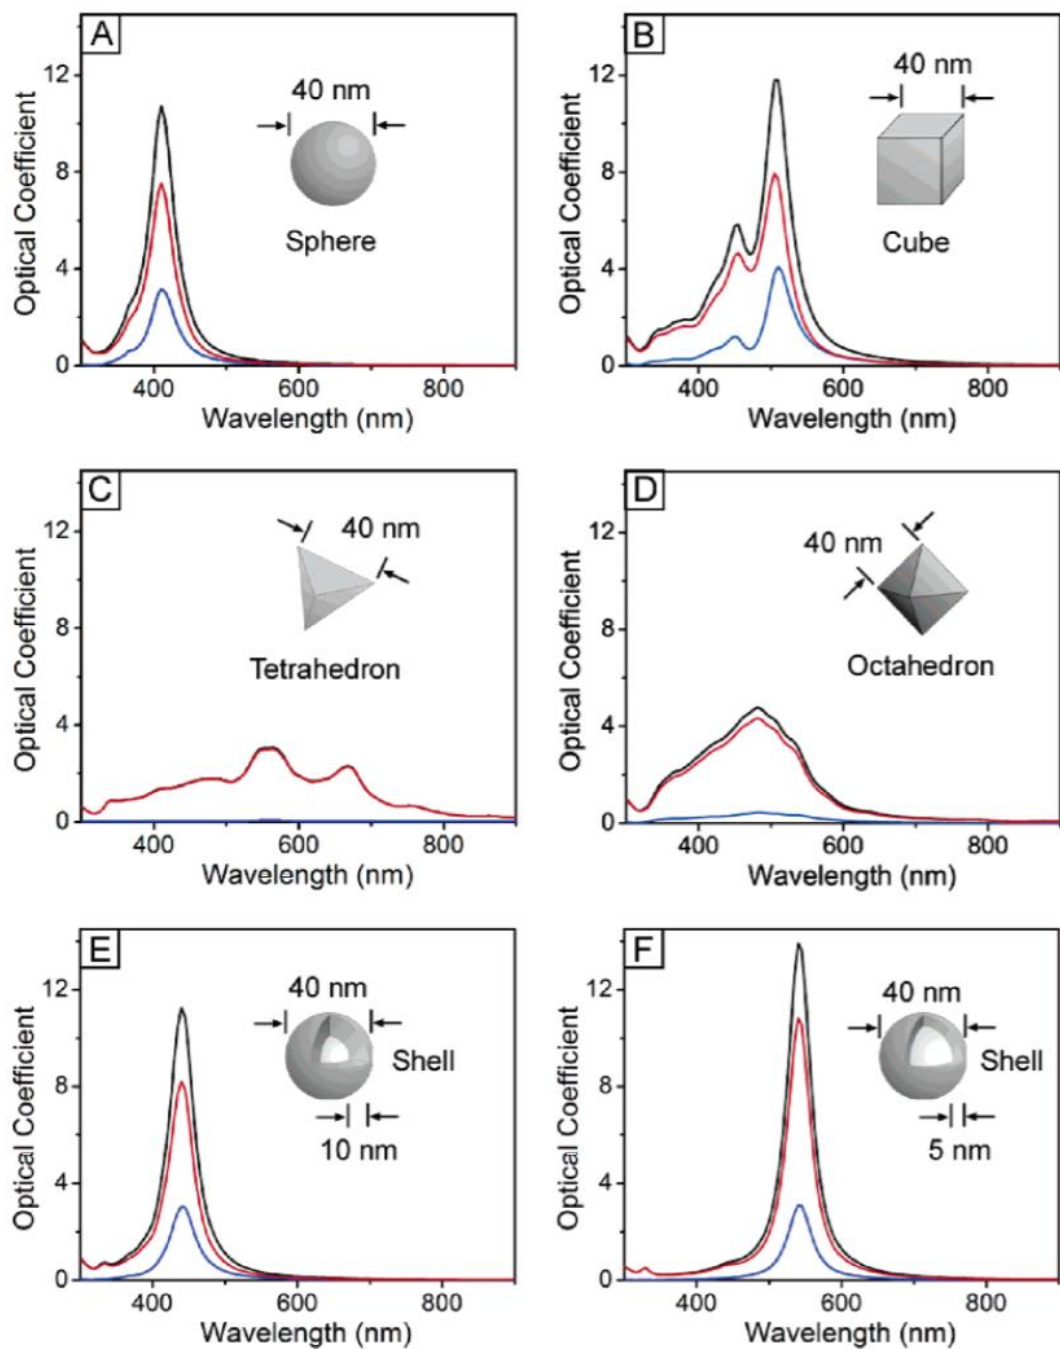 A
Optical Coefficient
12
8
4
0
40 nm
Sphere
400 600 800
Wavelength (nm)
B
Optical Coefficient
12
8
4
0
40 nm
Cube
400 600 800
Wavelength (nm)
C
Optical Coefficient
12
8
4
0
40 nm
Tetrahedron
400 600 800
Wavelength (nm)
D
Optical Coefficient
12
8
4
0
40 nm
Octahedron
400 600 800
Wavelength (nm)
E
Optical Coefficient
12
8
4
0
40 nm
Shell
10 nm
400 600 800
Wavelength (nm)
F
Optical Coefficient
12
8
4
0
40 nm
Shell
5 nm
400 600 800
Wavelength (nm)